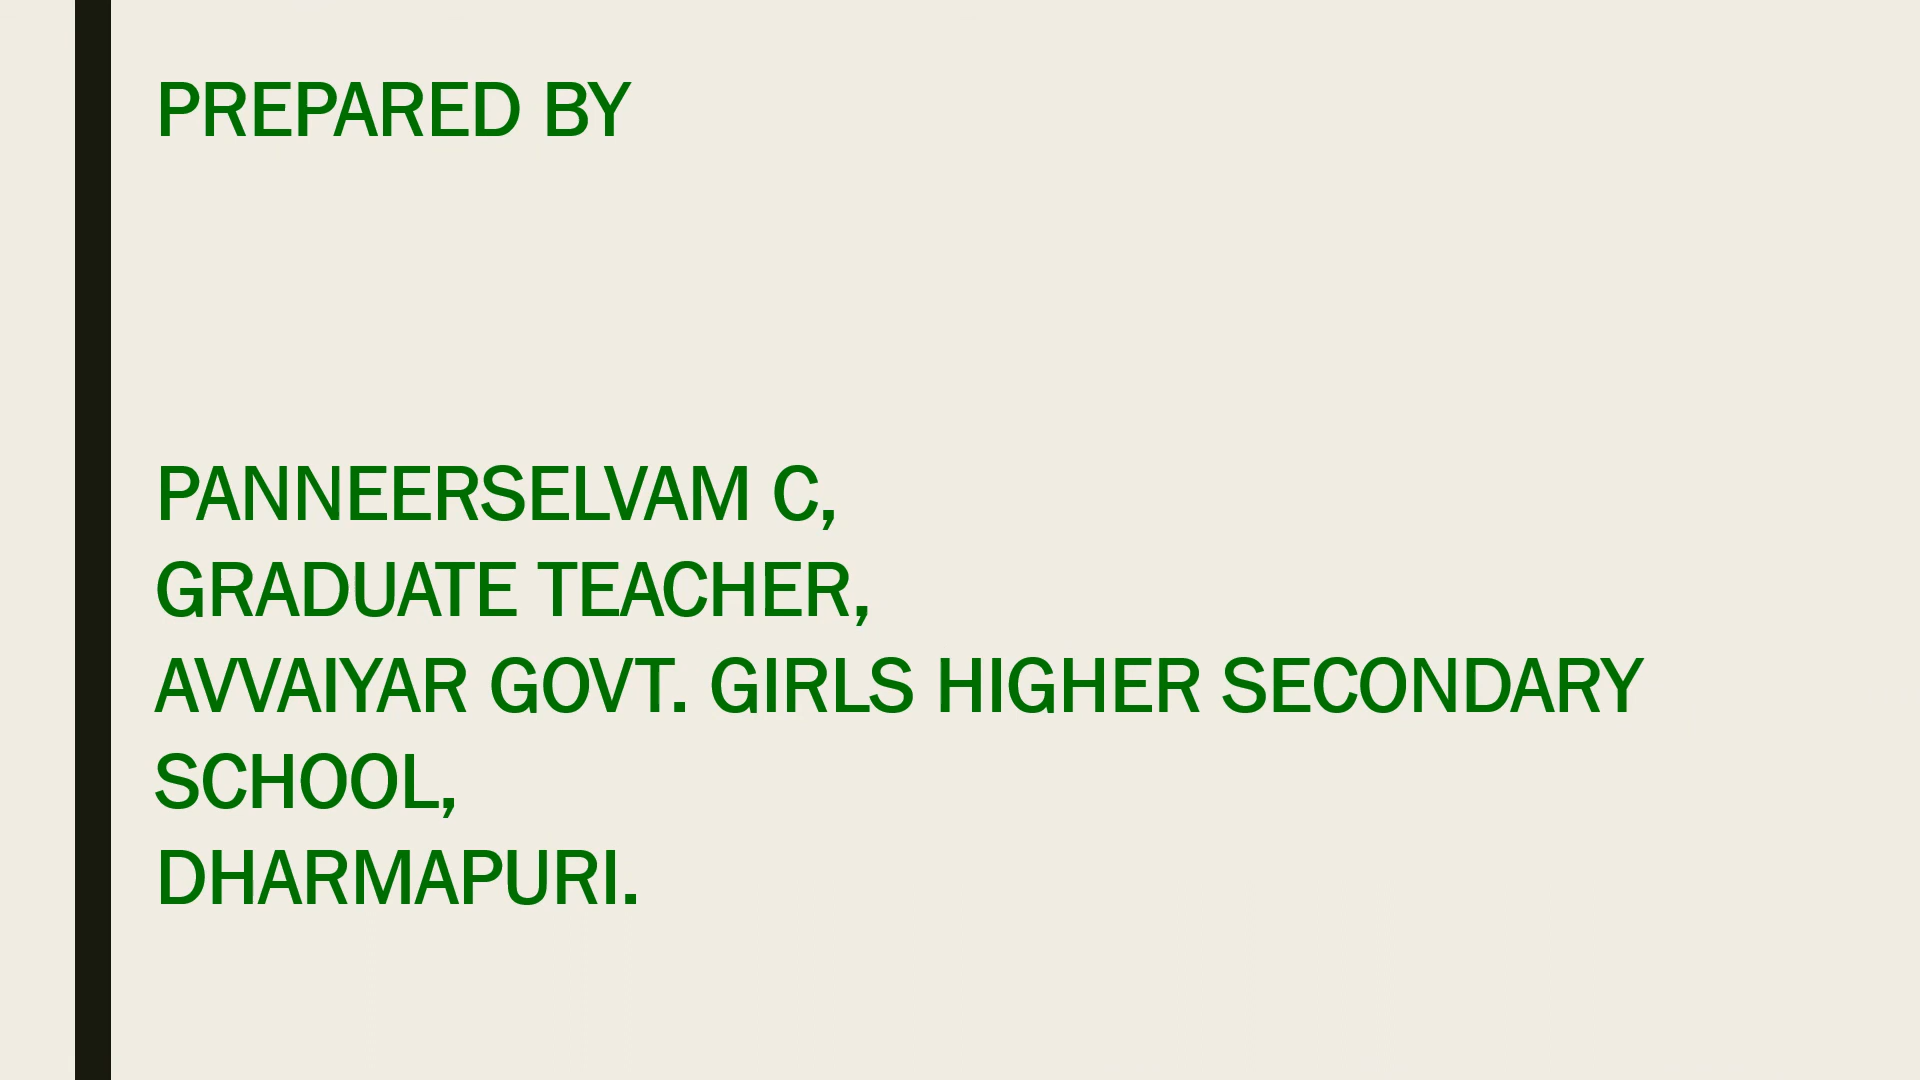 PREPARED BY
PANNEERSELVAM C,
GRADUATE TEACHER,
AVVAIYAR GOVT. GIRLS HIGHER SECONDARY
SCHOOL,
DHARMAPURI.